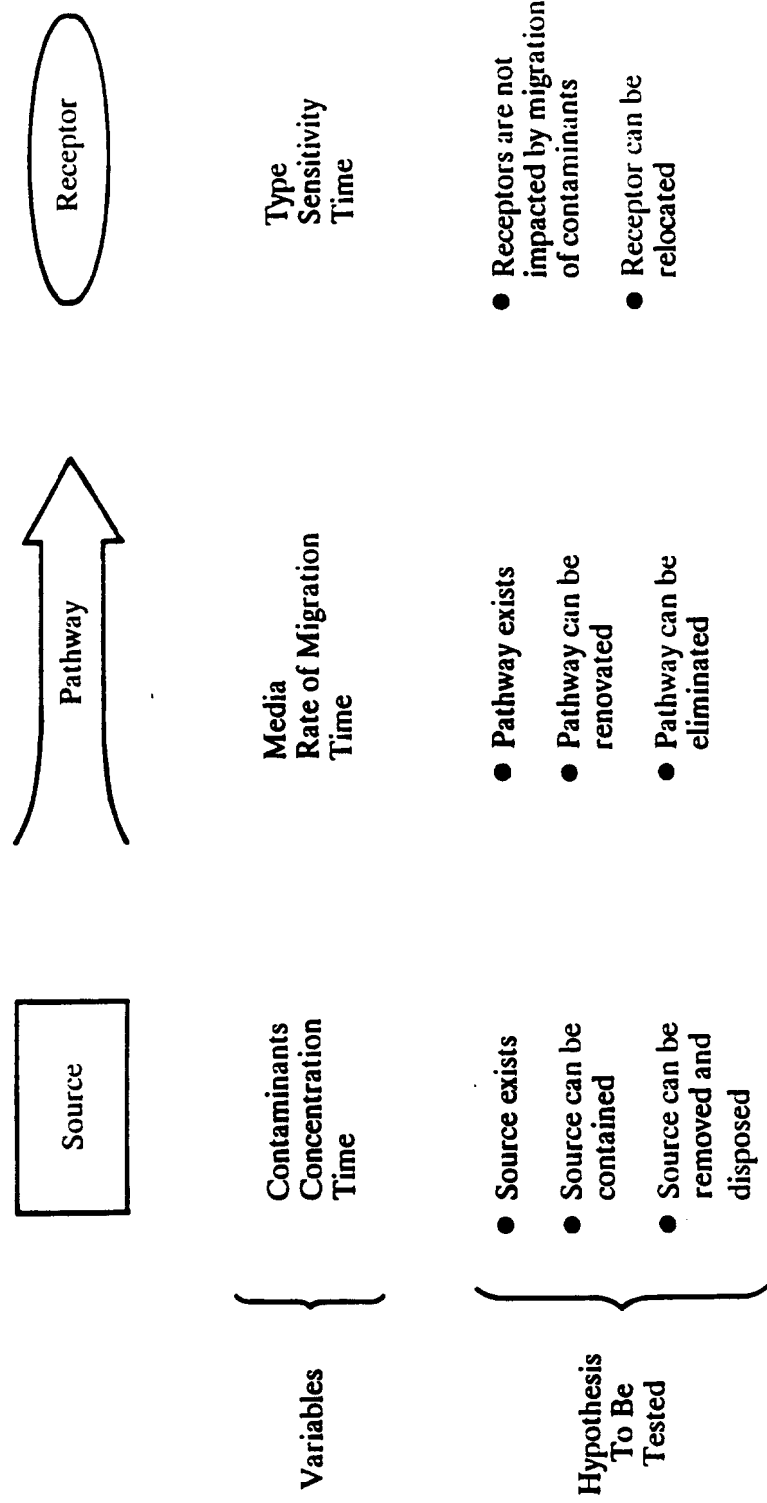 Source
Pathway
Receptor
Variables
Contaminants
Concentration
Time
Media
Rate of Migration
Time
Type
Sensitivity
Time
Hypothesis
To Be
Tested
● Source exists
● Source can be
contained
● Source can be
removed and
disposed
● Pathway exists
● Pathway can be
renovated
● Pathway can be
eliminated
● Receptors are not
impacted by migration
of contaminants
● Receptor can be
relocated